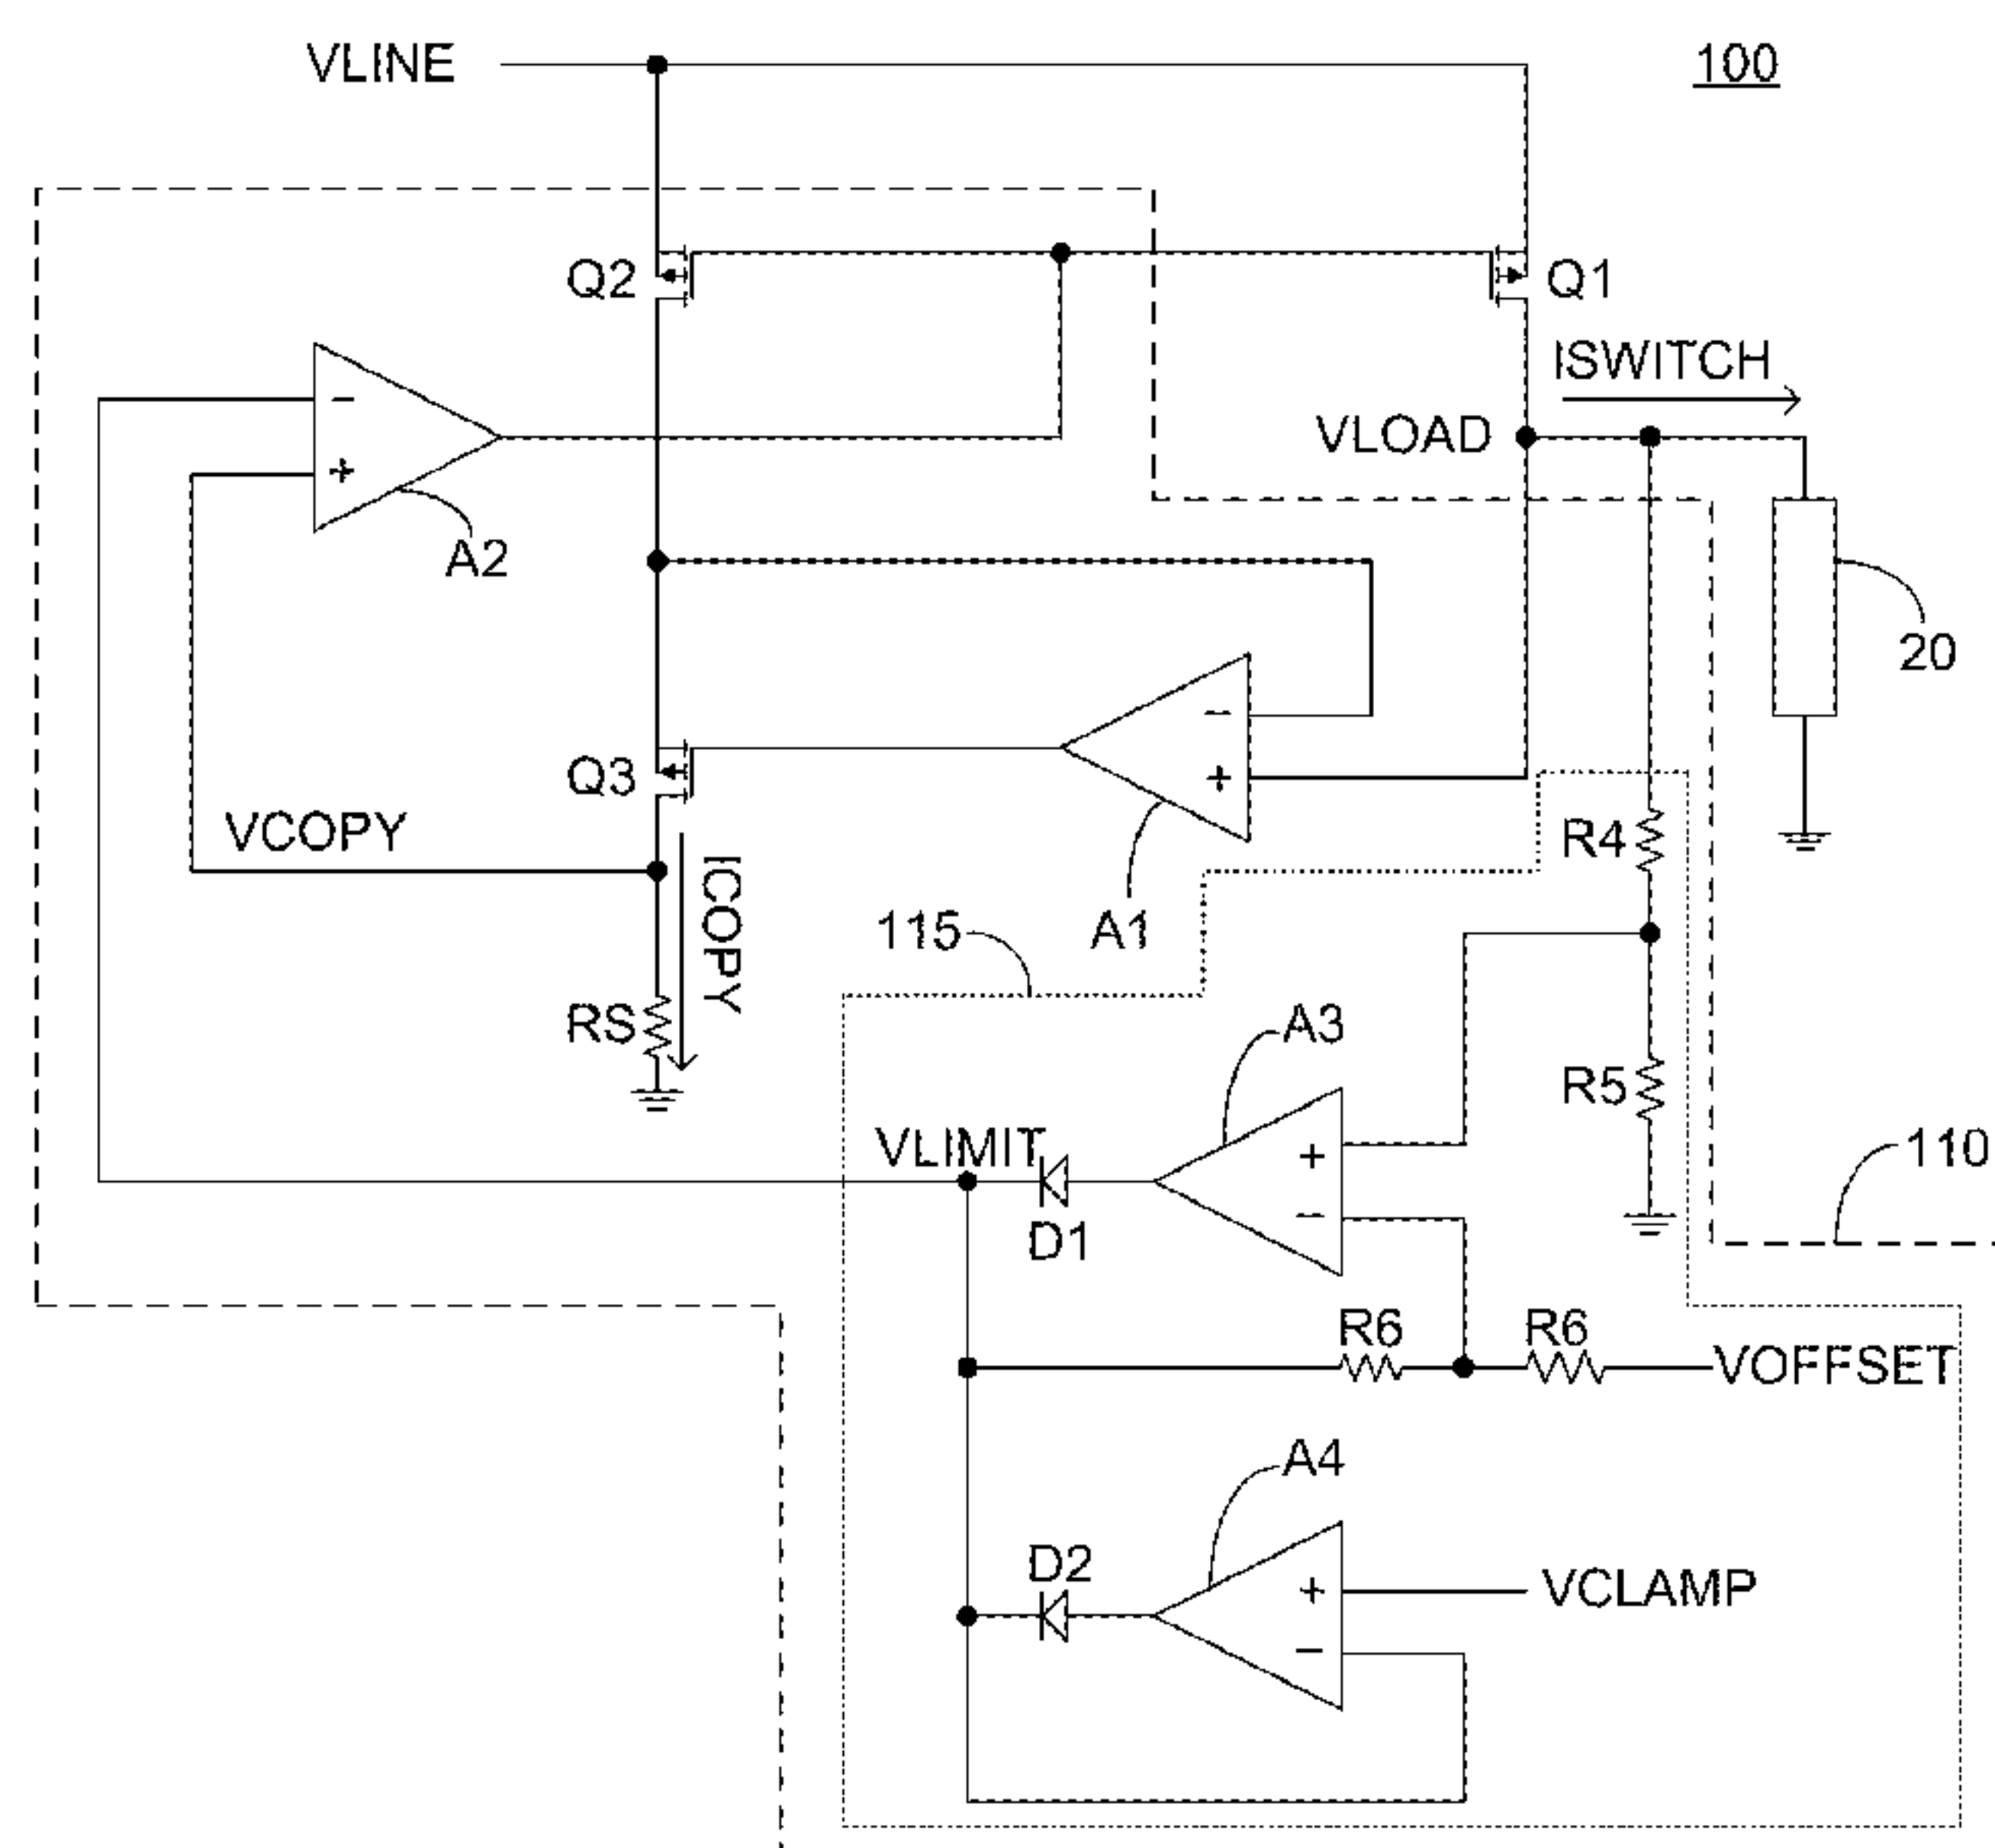 VLINE
100
Q2
Q1
ISWITCH
VLOAD
−
+
A2
20
−
+
Q3
VCOPY
ICOPY
R4
115
A1
RS
A3
R5
VLIMIT
+
−
110
D1
R6
R6
VOFFSET
A4
D2
+
−
VCLAMP